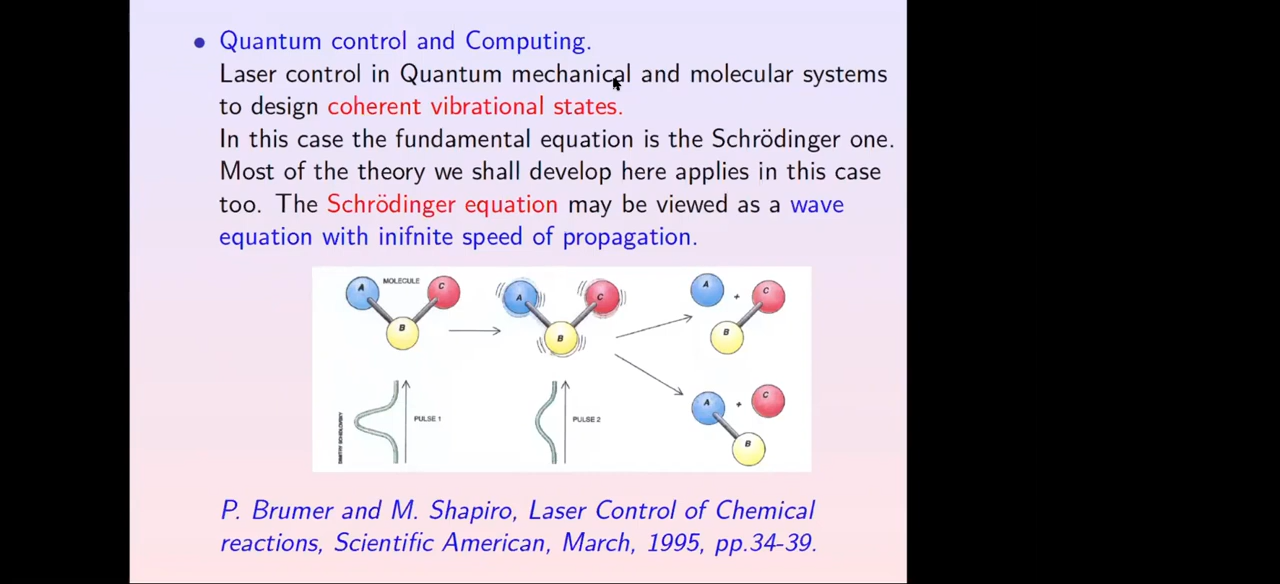 Quantum control and Computing.
Laser control in Quantum mechanical and molecular systems
to design coherent vibrational states.
In this case the fundamental equation is the Schrödinger one.
Most of the theory we shall develop here applies in this case
too. The Schrödinger equation may be viewed as a wave
equation with inifnite speed of propagation.
A MOLECULE C
B
A C
B
A + C
B
PULSE 1
PULSE 2
A + C
B
P. Brumer and M. Shapiro, Laser Control of Chemical
reactions, Scientific American, March, 1995, pp.34-39.